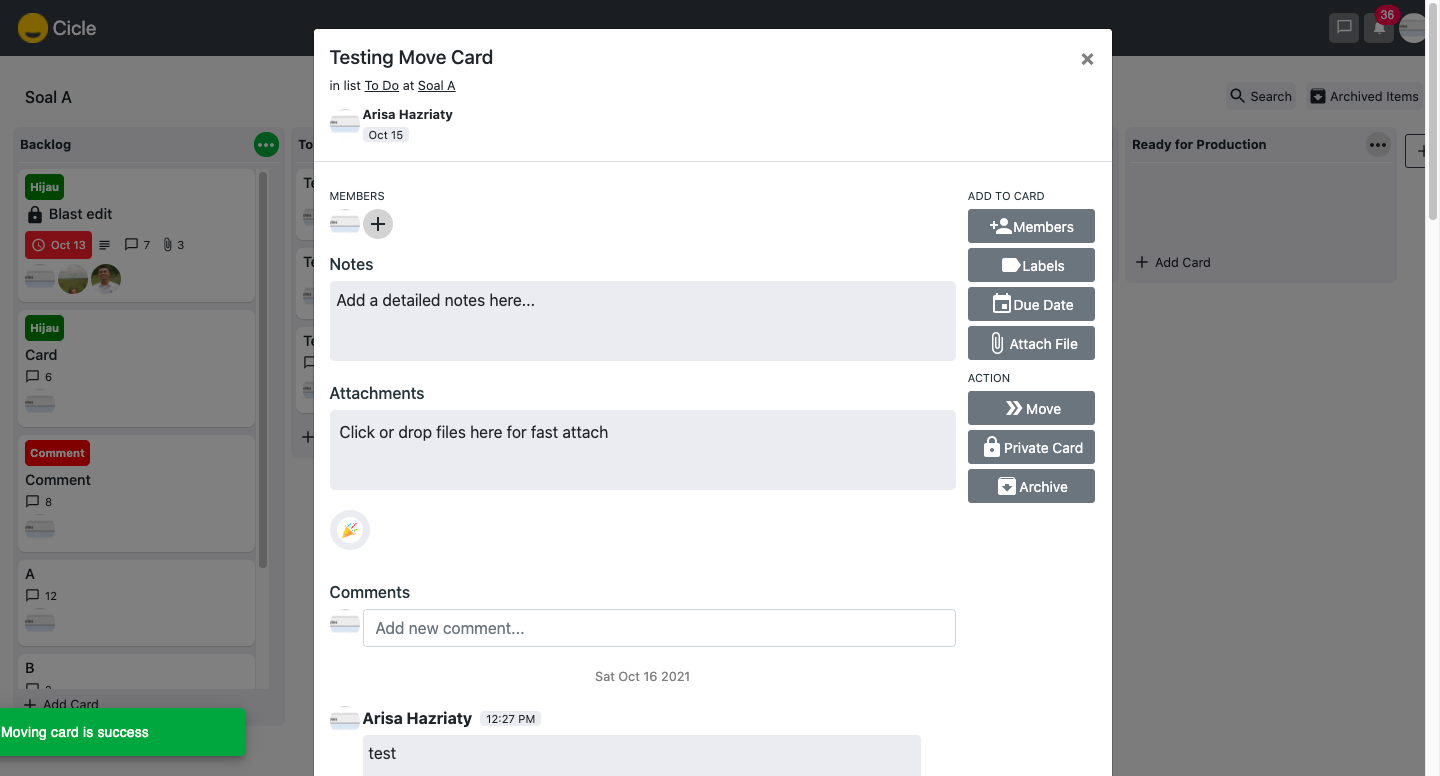 Cicle
36
Soal A
Search
Archived Items
Backlog
Hijau
Blast edit
Oct 13
7
3
Hijau
Card
6
Comment
Comment
8
A
12
B
Add Card
Moving card is success
Testing Move Card
in list To Do at Soal A
Arisa Hazriaty
Oct 15
MEMBERS
Notes
Add a detailed notes here...
Attachments
Click or drop files here for fast attach
Comments
Add new comment...
Sat Oct 16 2021
Arisa Hazriaty 12:27 PM
test
ADD TO CARD
Members
Labels
Due Date
Attach File
ACTION
Move
Private Card
Archive
Ready for Production
Add Card